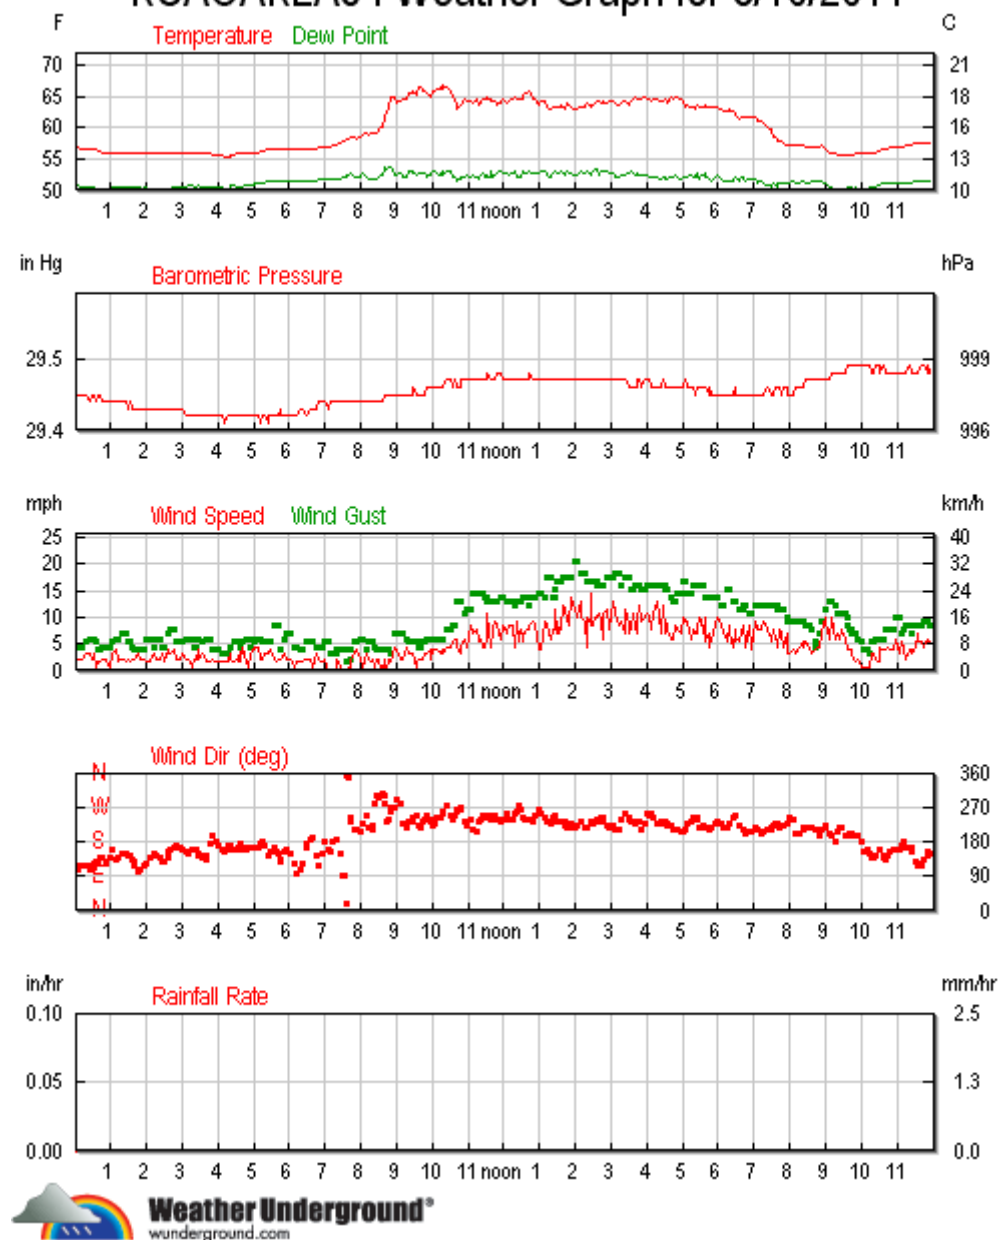 Weather Graph for
F C
Temperature Dew Point
70 21
65 18
60 16
55 13
50 10
1 2 3 4 5 6 7 8 9 10 11 noon 1 2 3 4 5 6 7 8 9 10 11
in Hg hPa
Barometric Pressure
29.5 999
29.4 996
1 2 3 4 5 6 7 8 9 10 11 noon 1 2 3 4 5 6 7 8 9 10 11
mph km/h
Wind Speed Wind Gust
25 40
20 32
15 24
10 16
5 8
0 0
1 2 3 4 5 6 7 8 9 10 11 noon 1 2 3 4 5 6 7 8 9 10 11
Wind Dir (deg)
N 360
W 270
S 180
E 90
N 0
1 2 3 4 5 6 7 8 9 10 11 noon 1 2 3 4 5 6 7 8 9 10 11
in/hr mm/hr
Rainfall Rate
0.10 2.5
0.05 1.3
0.00 0.0
1 2 3 4 5 6 7 8 9 10 11 noon 1 2 3 4 5 6 7 8 9 10 11
Weather Underground®
wunderground.com